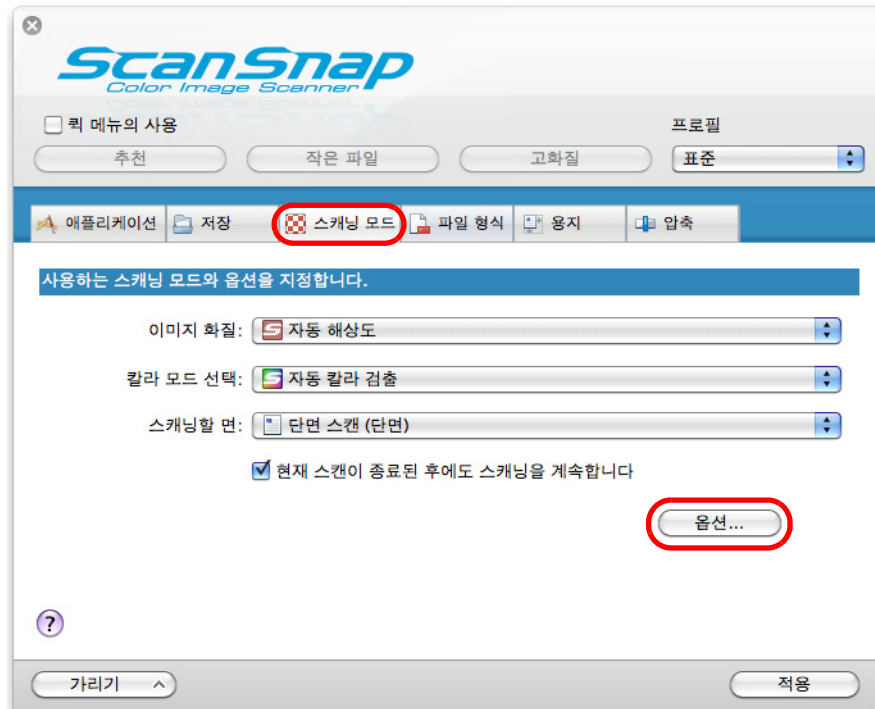 ScanSnap
Color Image Scanner
퀵 메뉴의 사용
프로필
추천
작은 파일
고화질
표준
애플리케이션
저장
스캐닝 모드
파일 형식
용지
압축
사용하는 스캐닝 모드와 옵션을 지정합니다.
이미지 화질: 자동 해상도
칼라 모드 선택: 자동 칼라 검출
스캐닝할 면: 단면 스캔 (단면)
현재 스캔이 종료된 후에도 스캐닝을 계속합니다
옵션...
?
가리기
적용